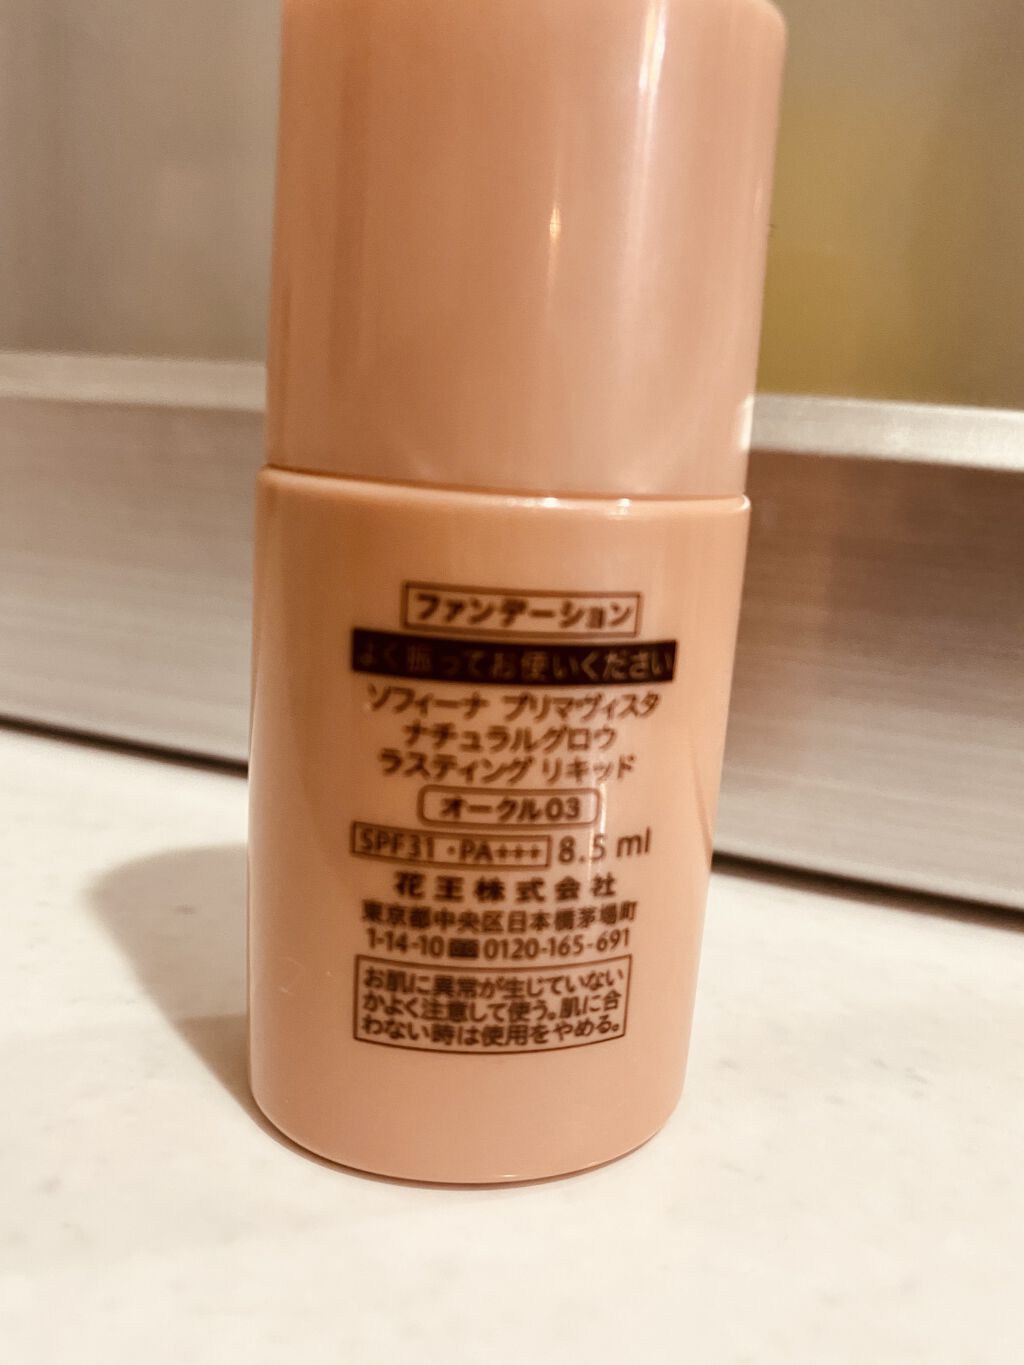 ファンデーション
よく振ってお使いください
ソフィーナ プリマヴィスタ
ナチュラルグロウ
ラスティング リキッド
オークル03
SPF31・PA+++ 8.5 ml
花王株式会社
東京都中央区日本橋茅場町
1-14-10 0120-165-691
お肌に異常が生じていない
かよく注意して使う。肌に合
わない時は使用をやめる。